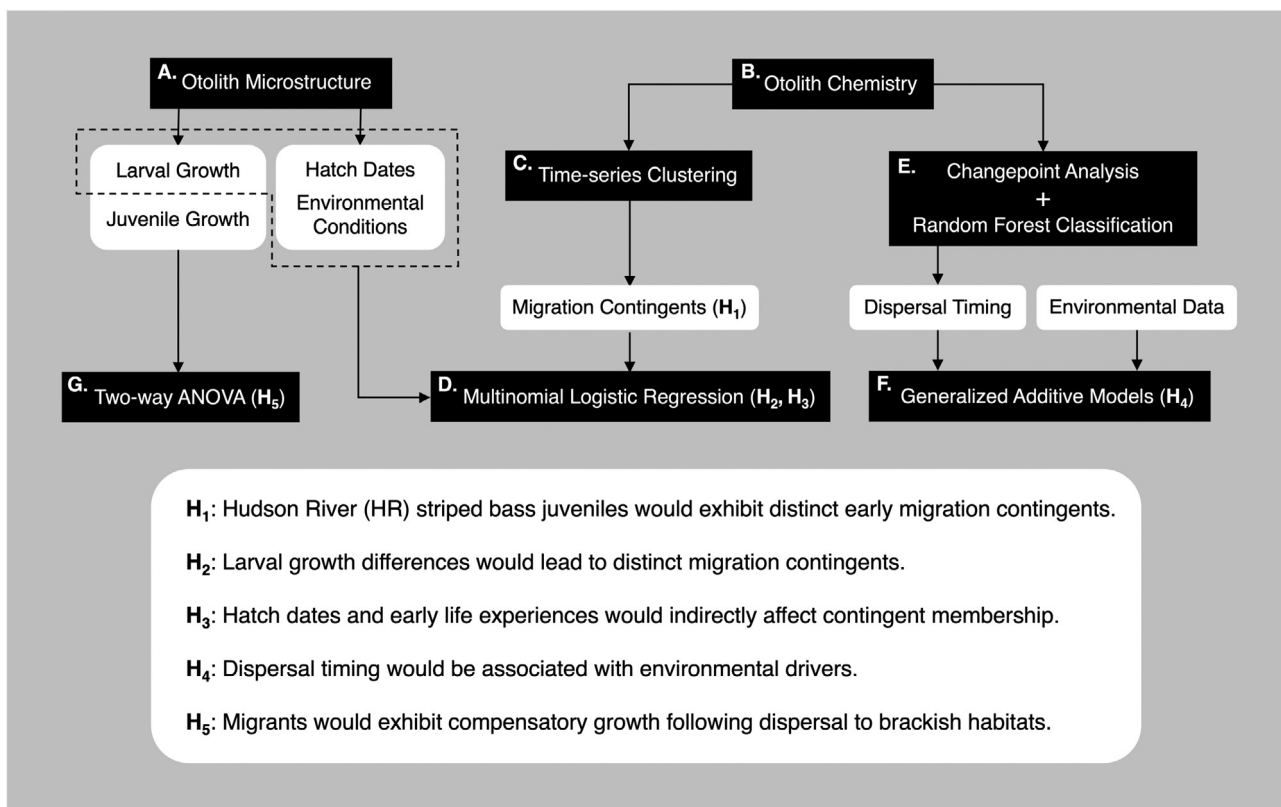 A. Otolith Microstructure
B. Otolith Chemistry
Larval Growth
Juvenile Growth
Hatch Dates
Environmental
Conditions
C. Time-series Clustering
E. Changepoint Analysis
+
Random Forest Classification
Migration Contingents (H₁)
Dispersal Timing
Environmental Data
G. Two-way ANOVA (H₅)
D. Multinomial Logistic Regression (H₂, H₃)
F. Generalized Additive Models (H₄)
H₁: Hudson River (HR) striped bass juveniles would exhibit distinct early migration contingents.
H₂: Larval growth differences would lead to distinct migration contingents.
H₃: Hatch dates and early life experiences would indirectly affect contingent membership.
H₄: Dispersal timing would be associated with environmental drivers.
H₅: Migrants would exhibit compensatory growth following dispersal to brackish habitats.